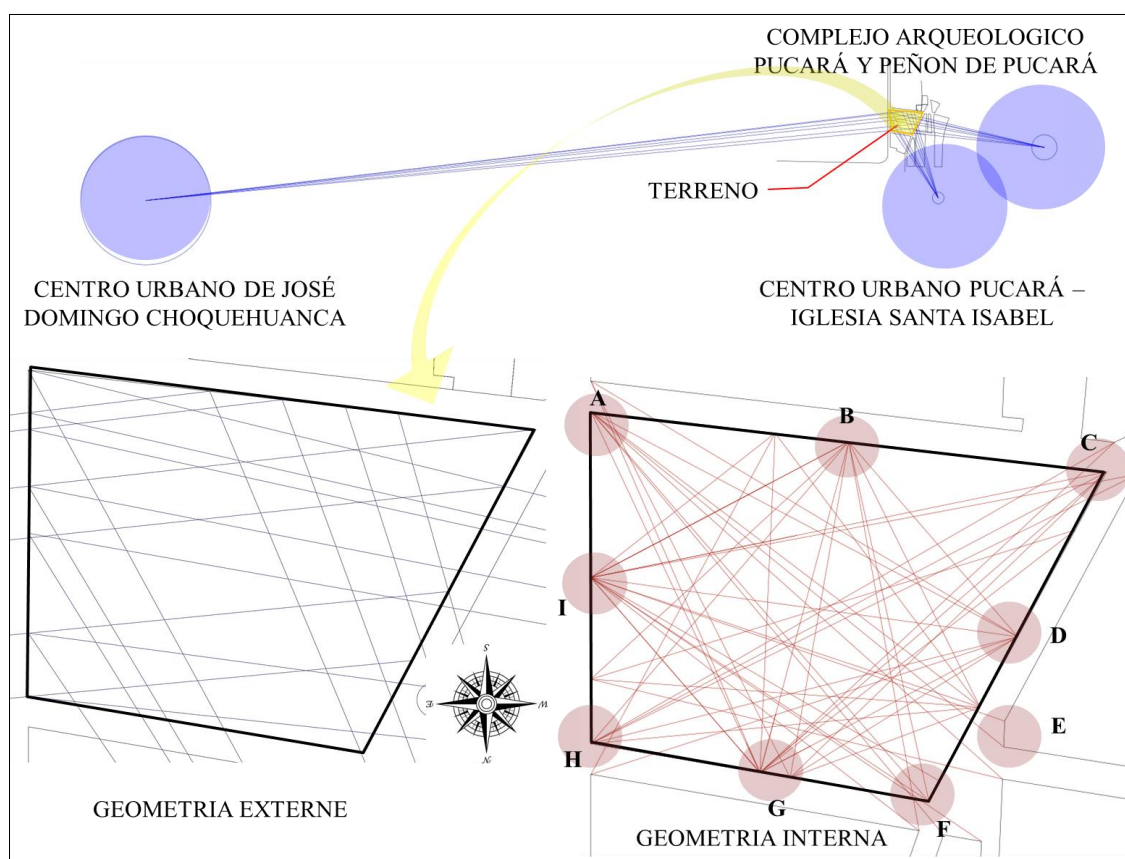 COMPLEJO ARQUEOLOGICO
PUCARÁ Y PEÑON DE PUCARÁ
TERRENO
CENTRO URBANO DE JOSÉ
DOMINGO CHOQUEHUANCA
CENTRO URBANO PUCARÁ –
IGLESIA SANTA ISABEL
A
B
C
I
D
E
H
G
F
S
E
W
N
GEOMETRIA EXTERNE
GEOMETRIA INTERNA